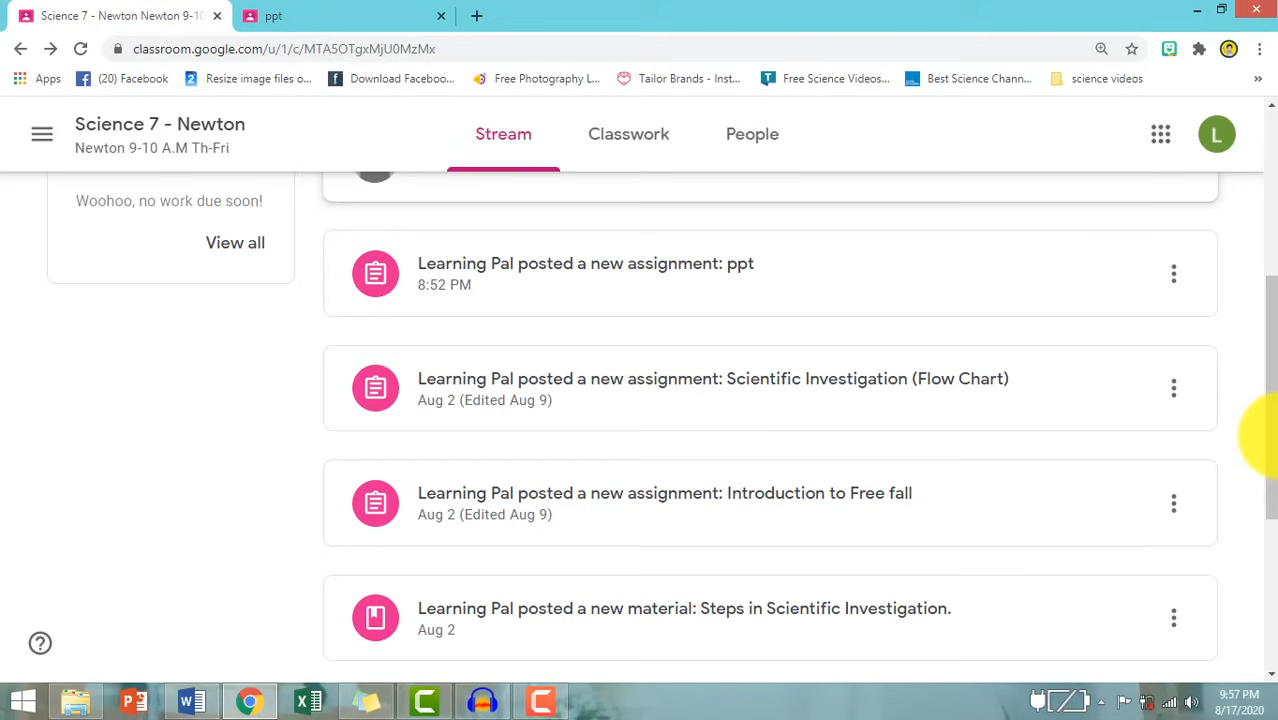 Science 7 - Newton Newton 9-10
ppt
classroom.google.com/u/1/c/MTA5OTgxMjU0MzMx
Apps
(20) Facebook
Resize image files o...
Download Faceboo...
Free Photography L...
Tailor Brands - Inst...
Free Science Videos...
Best Science Chann...
science videos
Science 7 - Newton
Newton 9-10 A.M Th-Fri
Stream
Classwork
People
L
Woohoo, no work due soon!
View all
Learning Pal posted a new assignment: ppt
8:52 PM
Learning Pal posted a new assignment: Scientific Investigation (Flow Chart)
Aug 2 (Edited Aug 9)
Learning Pal posted a new assignment: Introduction to Free fall
Aug 2 (Edited Aug 9)
Learning Pal posted a new material: Steps in Scientific Investigation.
Aug 2
9:57 PM
8/17/2020